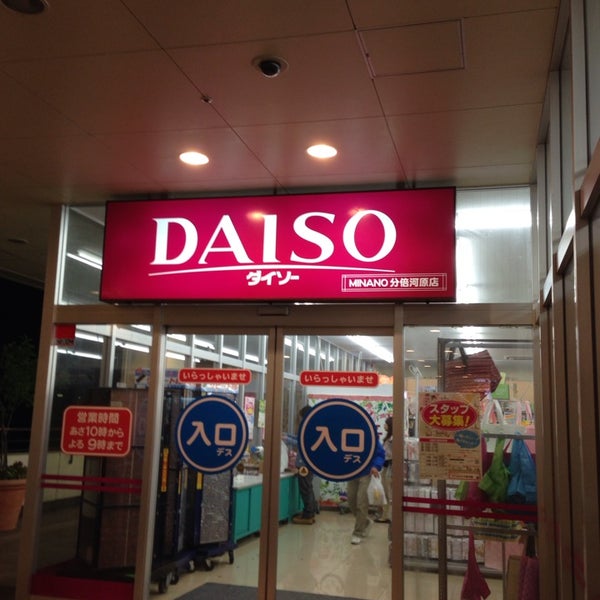 DAISO
ダイソー
MINANO 分倍河原店
いらっしゃいませ
いらっしゃいませ
営業時間
あさ10時から
よる9時まで
入口
デス
入口
デス
スタッフ
大募集!